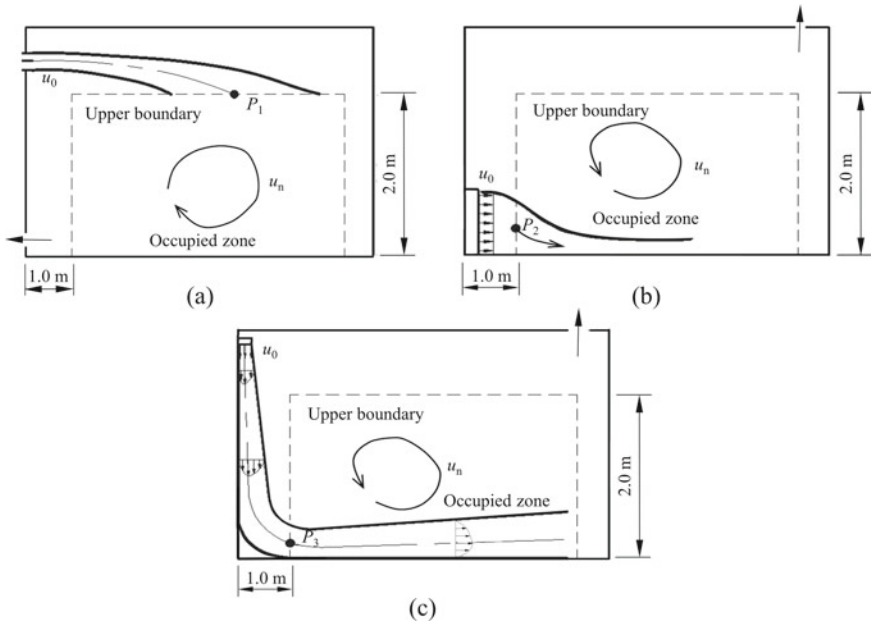 u0
P1
Upper boundary
un
Occupied zone
2.0 m
1.0 m
(a)
u0
P2
Upper boundary
un
Occupied zone
2.0 m
1.0 m
(b)
u0
Upper boundary
un
Occupied zone
P3
2.0 m
1.0 m
(c)